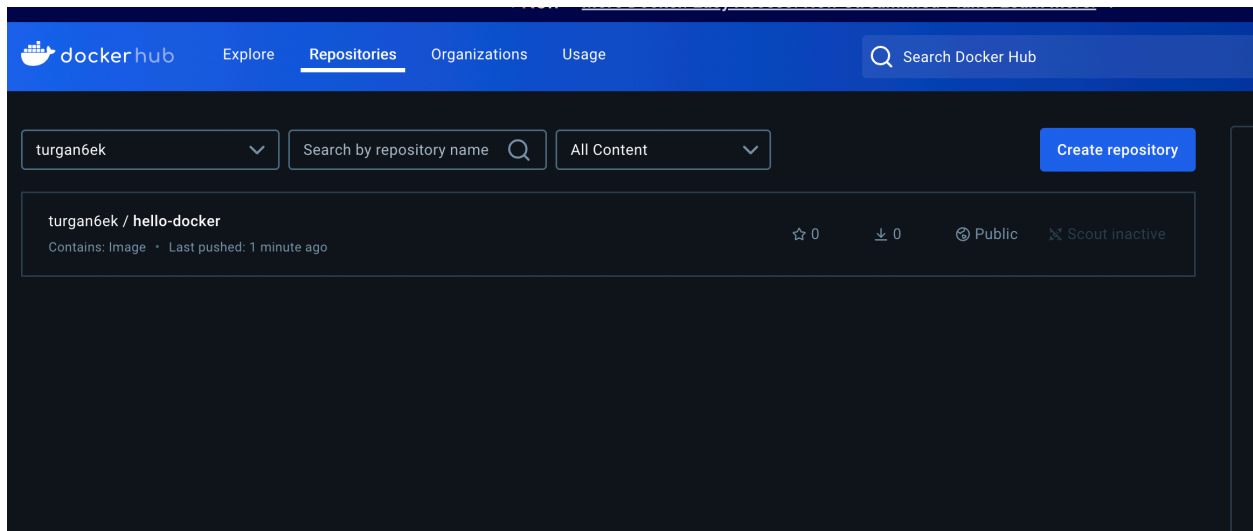 dockerhub Explore Repositories Organizations Usage Search Docker Hub
turgan6ek Search by repository name All Content Create repository
turgan6ek / hello-docker
Contains: Image • Last pushed: 1 minute ago
0 0 Public Scout inactive